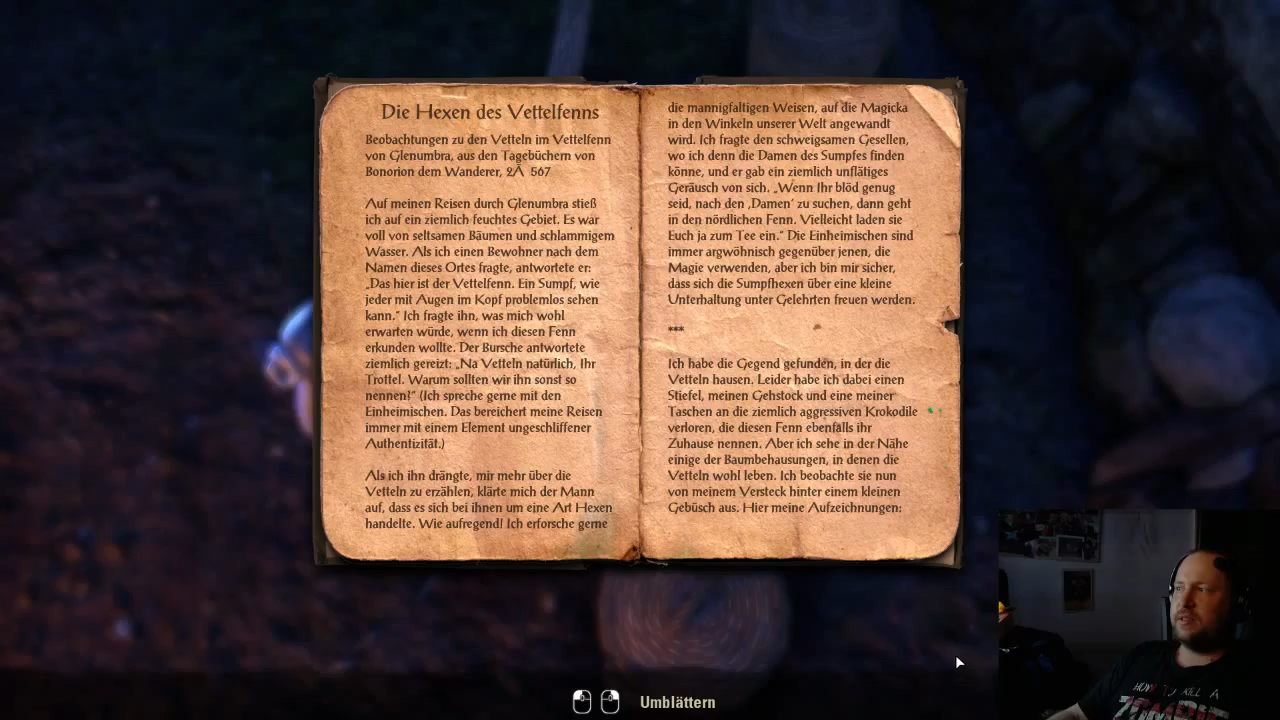 Die Hexen des Vettelfenns
Beobachtungen zu den Vetteln im Vettelfenn
von Glenumbra, aus den Tagebüchern von
Bonorion dem Wanderer, 2Ä 567
Auf meinen Reisen durch Glenumbra stieß
ich auf ein ziemlich feuchtes Gebiet. Es war
voll von seltsamen Bäumen und schlammigem
Wasser. Als ich einen Bewohner nach dem
Namen dieses Ortes fragte, antwortete er:
„Das hier ist der Vettelfenn. Ein Sumpf, wie
jeder mit Augen im Kopf problemlos sehen
kann.“ Ich fragte ihn, was mich wohl
erwarten würde, wenn ich diesen Fenn
erkunden wollte. Der Bursche antwortete
ziemlich gereizt: „Na Vetteln natürlich, Ihr
Trottel. Warum sollten wir ihn sonst so
nennen?“ (Ich spreche gerne mit den
Einheimischen. Das bereichert meine Reisen
immer mit einem Element ungeschliffener
Authentizität.)
Als ich ihn drängte, mir mehr über die
Vetteln zu erzählen, klärte mich der Mann
auf, dass es sich bei ihnen um eine Art Hexen
handelte. Wie aufregend! Ich erforsche gerne
die mannigfaltigen Weisen, auf die Magicka
in den Winkeln unserer Welt angewandt
wird. Ich fragte den schweigsamen Gesellen,
wo ich denn die Damen des Sumpfes finden
könne, und er gab ein ziemlich unflätiges
Geräusch von sich. „Wenn Ihr blöd genug
seid, nach den ‚Damen‘ zu suchen, dann geht
in den nördlichen Fenn. Vielleicht laden sie
Euch ja zum Tee ein.“ Die Einheimischen sind
immer argwöhnisch gegenüber jenen, die
Magie verwenden, aber ich bin mir sicher,
dass sich die Sumpfhexen über eine kleine
Unterhaltung unter Gelehrten freuen werden.
***
Ich habe die Gegend gefunden, in der die
Vetteln hausen. Leider habe ich dabei einen
Stiefel, meinen Gehstock und eine meiner
Taschen an die ziemlich aggressiven Krokodile
verloren, die diesen Fenn ebenfalls ihr
Zuhause nennen. Aber ich sehe in der Nähe
einige der Baumbehausungen, in denen die
Vetteln wohl leben. Ich beobachte sie nun
von meinem Versteck hinter einem kleinen
Gebüsch aus. Hier meine Aufzeichnungen:
HOW TO KILL A
ZOMBIE
Umblättern